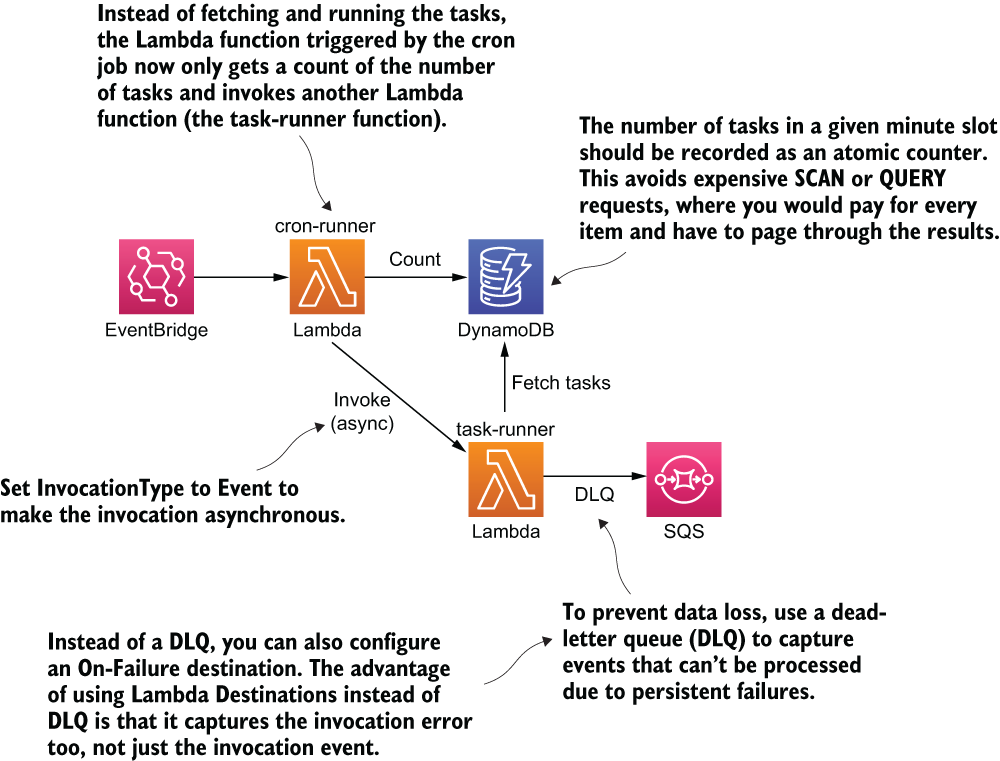 Instead of fetching and running the tasks,
the Lambda function triggered by the cron
job now only gets a count of the number
of tasks and invokes another Lambda
function (the task-runner function).
The number of tasks in a given minute slot
should be recorded as an atomic counter.
This avoids expensive SCAN or QUERY
requests, where you would pay for every
item and have to page through the results.
cron-runner
Count
EventBridge
Lambda
DynamoDB
Invoke
(async)
Fetch tasks
task-runner
DLQ
Lambda
SQS
Set InvocationType to Event to
make the invocation asynchronous.
To prevent data loss, use a dead-
letter queue (DLQ) to capture
events that can't be processed
due to persistent failures.
Instead of a DLQ, you can also configure
an On-Failure destination. The advantage
of using Lambda Destinations instead of
DLQ is that it captures the invocation error
too, not just the invocation event.